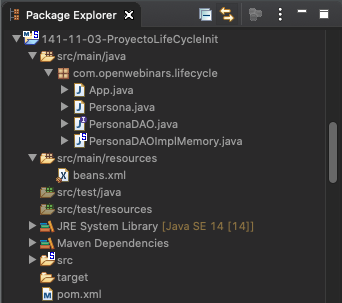 Package Explorer
141-11-03-ProyectoLifeCycleInit
src/main/java
com.openwebinars.lifecycle
App.java
Persona.java
PersonaDAO.java
PersonaDAOImplMemory.java
src/main/resources
beans.xml
src/test/java
src/test/resources
JRE System Library [Java SE 14 [14]]
Maven Dependencies
src
target
pom.xml